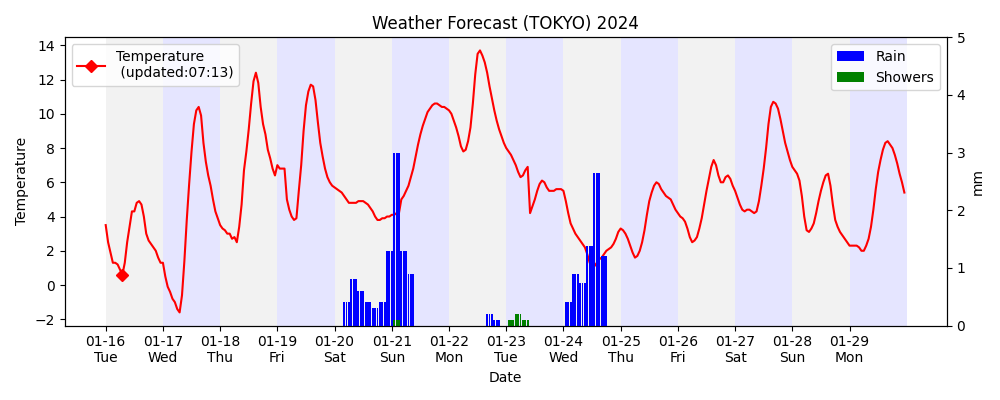 Weather Forecast (TOKYO) 2024
Temperature
(updated:07:13)
Rain
Showers
Temperature
14
12
10
8
6
4
2
0
−2
5
4
3
2
1
0
mm
01-16 01-17 01-18 01-19 01-20 01-21 01-22 01-23 01-24 01-25 01-26 01-27 01-28 01-29
Tue Wed Thu Fri Sat Sun Mon Tue Wed Thu Fri Sat Sun Mon
Date